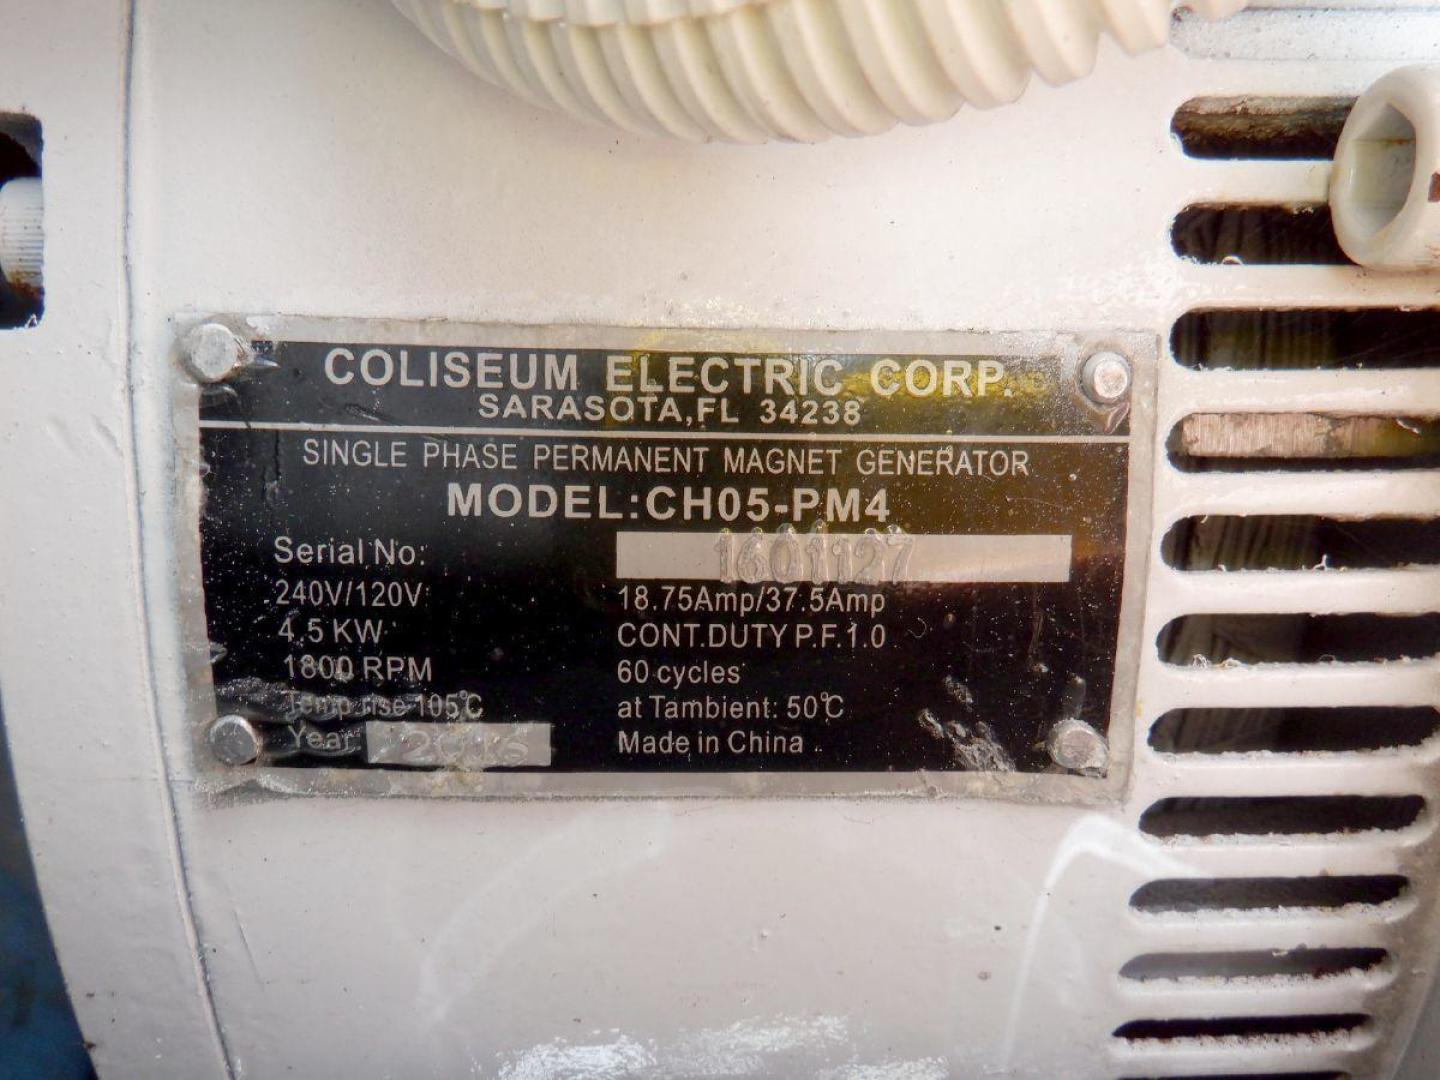 COLISEUM ELECTRIC CORP.
SARASOTA,FL 34238
SINGLE PHASE PERMANENT MAGNET GENERATOR
MODEL:CH05-PM4
Serial No: 1601127
240V/120V 18.75Amp/37.5Amp
4.5 KW CONT.DUTY P.F.1.0
1800 RPM 60 cycles
Temp rise 105℃ at Tambient: 50℃
Year 2016 Made in China